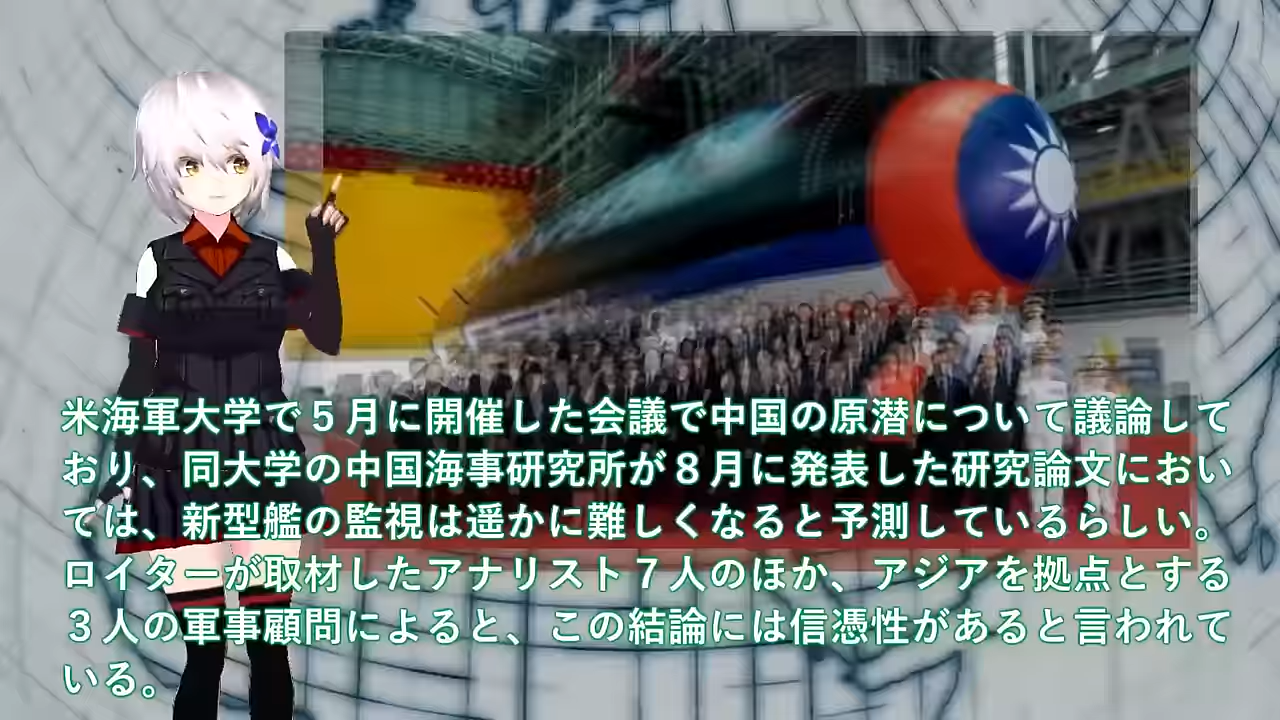 米海軍大学で５月に開催した会議で中国の原潜について議論して
おり、同大学の中国海事研究所が８月に発表した研究論文におい
ては、新型艦の監視は遥かに難しくなると予測しているらしい。
ロイターが取材したアナリスト７人のほか、アジアを拠点とする
３人の軍事顧問によると、この結論には信憑性があると言われて
いる。